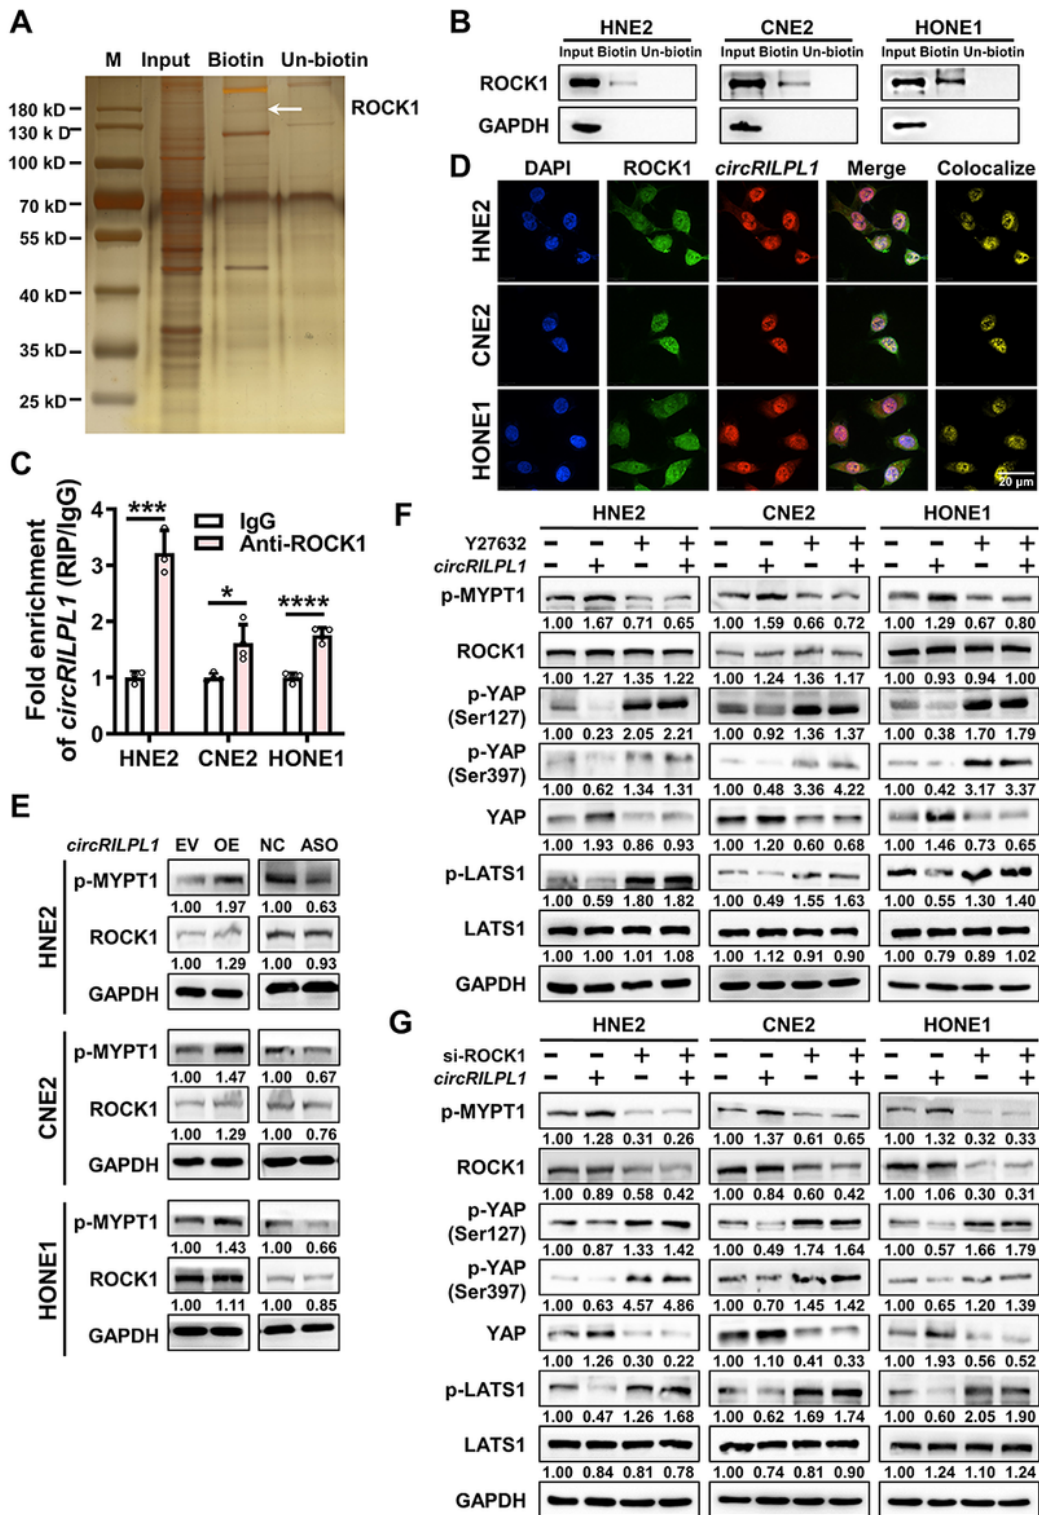 A
M Input Biotin Un-biotin
180 kD
130 k D
100 kD
70 kD
55 kD
40 kD
35 kD
25 kD
ROCK1
B
HNE2 CNE2 HONE1
Input Biotin Un-biotin Input Biotin Un-biotin Input Biotin Un-biotin
ROCK1
GAPDH
C
Fold enrichment
of circRILPL1 (RIP/IgG)
4
3
2
1
0
*** IgG
Anti-ROCK1
* ****
HNE2 CNE2 HONE1
D
DAPI ROCK1 circRILPL1 Merge Colocalize
HNE2
CNE2
HONE1
20 μm
E
circRILPL1 EV OE NC ASO
HNE2
p-MYPT1
1.00 1.97 1.00 0.63
ROCK1
1.00 1.29 1.00 0.93
GAPDH
CNE2
p-MYPT1
1.00 1.47 1.00 0.67
ROCK1
1.00 1.29 1.00 0.76
GAPDH
HONE1
p-MYPT1
1.00 1.43 1.00 0.66
ROCK1
1.00 1.11 1.00 0.85
GAPDH
F
HNE2 CNE2 HONE1
Y27632 − − + + − − + + − − + +
circRILPL1 − + − + − + − + − + − +
p-MYPT1
1.00 1.67 0.71 0.65 1.00 1.59 0.66 0.72 1.00 1.29 0.67 0.80
ROCK1
1.00 1.27 1.35 1.22 1.00 1.24 1.36 1.17 1.00 0.93 0.94 1.00
p-YAP
(Ser127)
1.00 0.23 2.05 2.21 1.00 0.92 1.36 1.37 1.00 0.38 1.70 1.79
p-YAP
(Ser397)
1.00 0.62 1.34 1.31 1.00 0.48 3.36 4.22 1.00 0.42 3.17 3.37
YAP
1.00 1.93 0.86 0.93 1.00 1.20 0.60 0.68 1.00 1.46 0.73 0.65
p-LATS1
1.00 0.59 1.80 1.82 1.00 0.49 1.55 1.63 1.00 0.55 1.30 1.40
LATS1
1.00 1.00 1.01 1.08 1.00 1.12 0.91 0.90 1.00 0.79 0.89 1.02
GAPDH
G
HNE2 CNE2 HONE1
si-ROCK1 − − + + − − + + − − + +
circRILPL1 − + − + − + − + − + − +
p-MYPT1
1.00 1.28 0.31 0.26 1.00 1.37 0.61 0.65 1.00 1.32 0.32 0.33
ROCK1
1.00 0.89 0.58 0.42 1.00 0.84 0.60 0.42 1.00 1.06 0.30 0.31
p-YAP
(Ser127)
1.00 0.87 1.33 1.42 1.00 0.49 1.74 1.64 1.00 0.57 1.66 1.79
p-YAP
(Ser397)
1.00 0.63 4.57 4.86 1.00 0.70 1.45 1.42 1.00 0.65 1.20 1.39
YAP
1.00 1.26 0.30 0.22 1.00 1.10 0.41 0.33 1.00 1.93 0.56 0.52
p-LATS1
1.00 0.47 1.26 1.68 1.00 0.62 1.69 1.74 1.00 0.60 2.05 1.90
LATS1
1.00 0.84 0.81 0.78 1.00 0.74 0.81 0.90 1.00 1.24 1.10 1.24
GAPDH